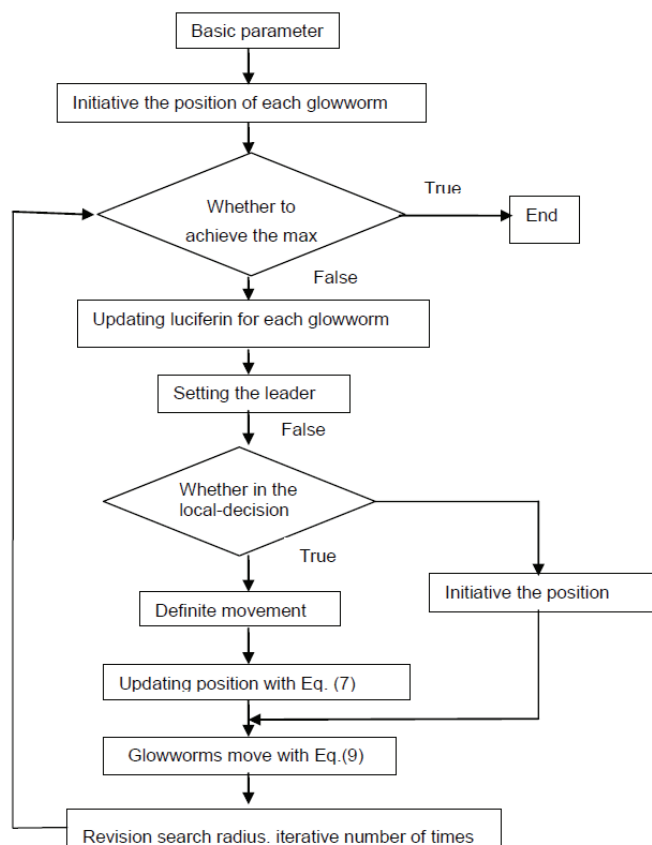 Basic parameter
Initiative the position of each glowworm
Whether to
achieve the max
True
End
False
Updating luciferin for each glowworm
Setting the leader
False
Whether in the
local-decision
True
Initiative the position
Definite movement
Updating position with Eq. (7)
Glowworms move with Eq.(9)
Revision search radius, iterative number of times